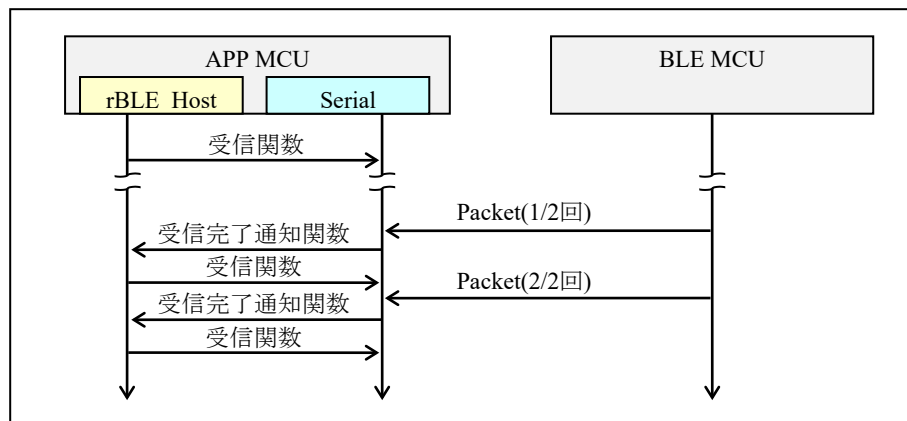 APP MCU
BLE MCU
rBLE_Host
Serial
受信関数
Packet(1/2回)
受信完了通知関数
受信関数
Packet(2/2回)
受信完了通知関数
受信関数